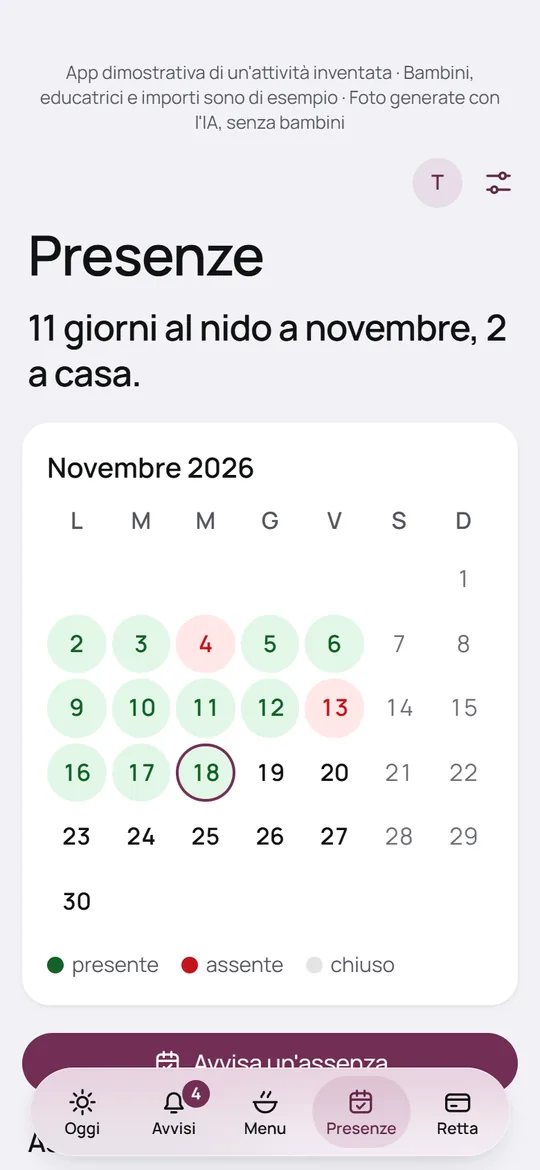 App dimostrativa di un'attività inventata · Bambini,
educatrici e importi sono di esempio · Foto generate con
l'IA, senza bambini
T
Presenze
11 giorni al nido a novembre, 2
a casa.
Novembre 2026
L M M G V S D
1
2 3 4 5 6 7 8
9 10 11 12 13 14 15
16 17 18 19 20 21 22
23 24 25 26 27 28 29
30
presente assente chiuso
Avvisa un'assenza
4
Oggi Avvisi Menu Presenze Retta